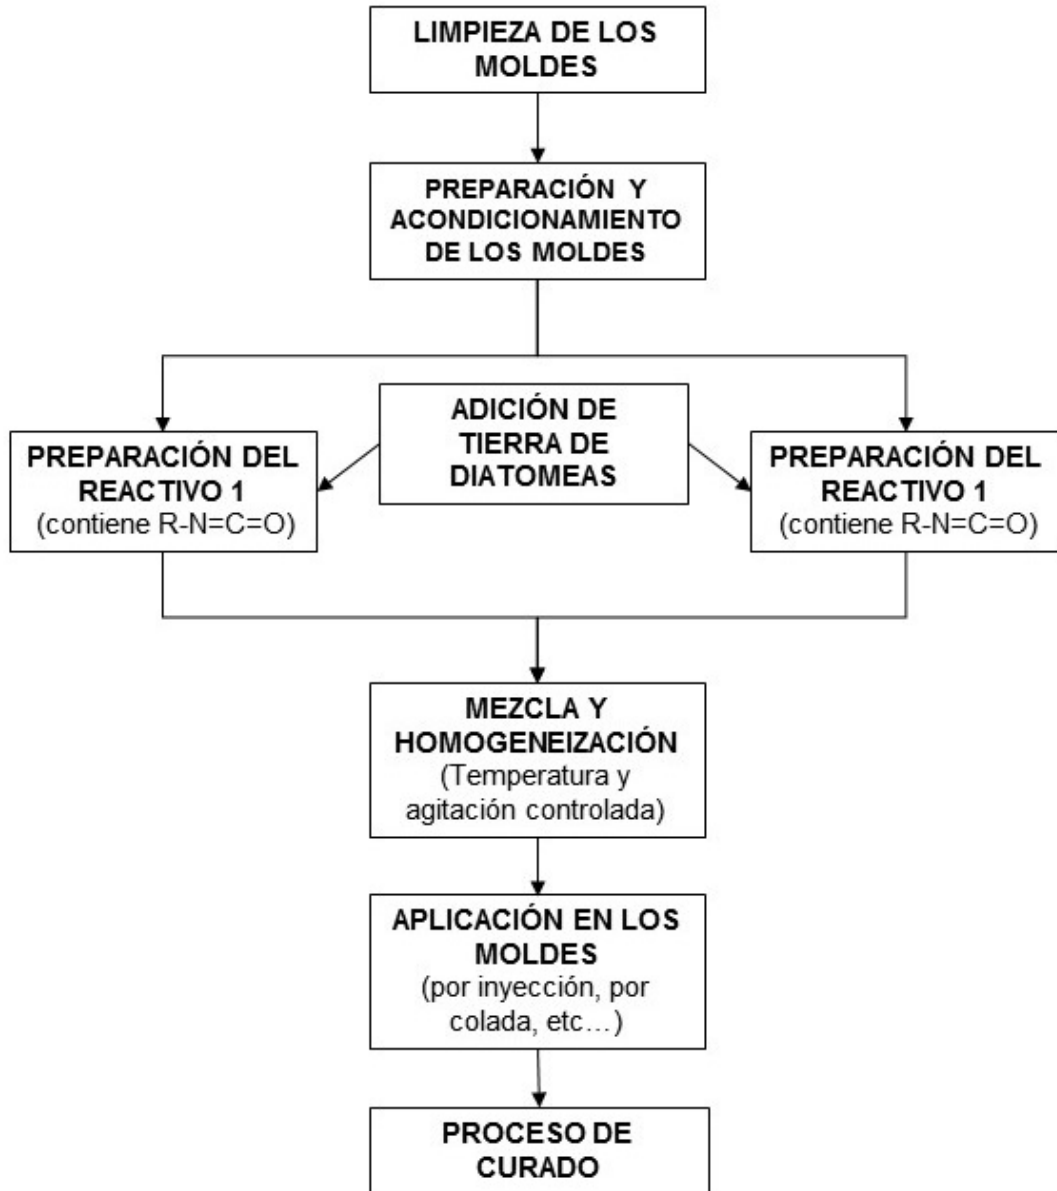 LIMPIEZA DE LOS
MOLDES
PREPARACIÓN Y
ACONDICIONAMIENTO
DE LOS MOLDES
ADICIÓN DE
TIERRA DE
DIATOMEAS
PREPARACIÓN DEL
REACTIVO 1
(contiene R-N=C=O)
PREPARACIÓN DEL
REACTIVO 1
(contiene R-N=C=O)
MEZCLA Y
HOMOGENEIZACIÓN
(Temperatura y
agitación controlada)
APLICACIÓN EN LOS
MOLDES
(por inyección, por
colada, etc…)
PROCESO DE
CURADO